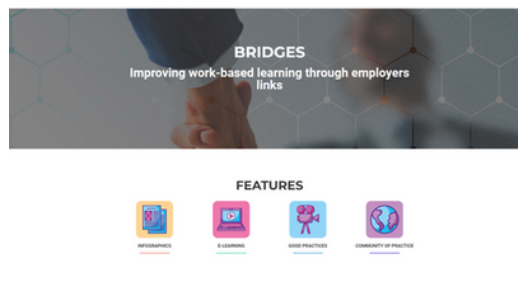 BRIDGES
Improving work-based learning through employers
links
FEATURES
INFOGRAPHICS
E-LEARNING
GOOD PRACTICES
COMMUNITY OF PRACTICE